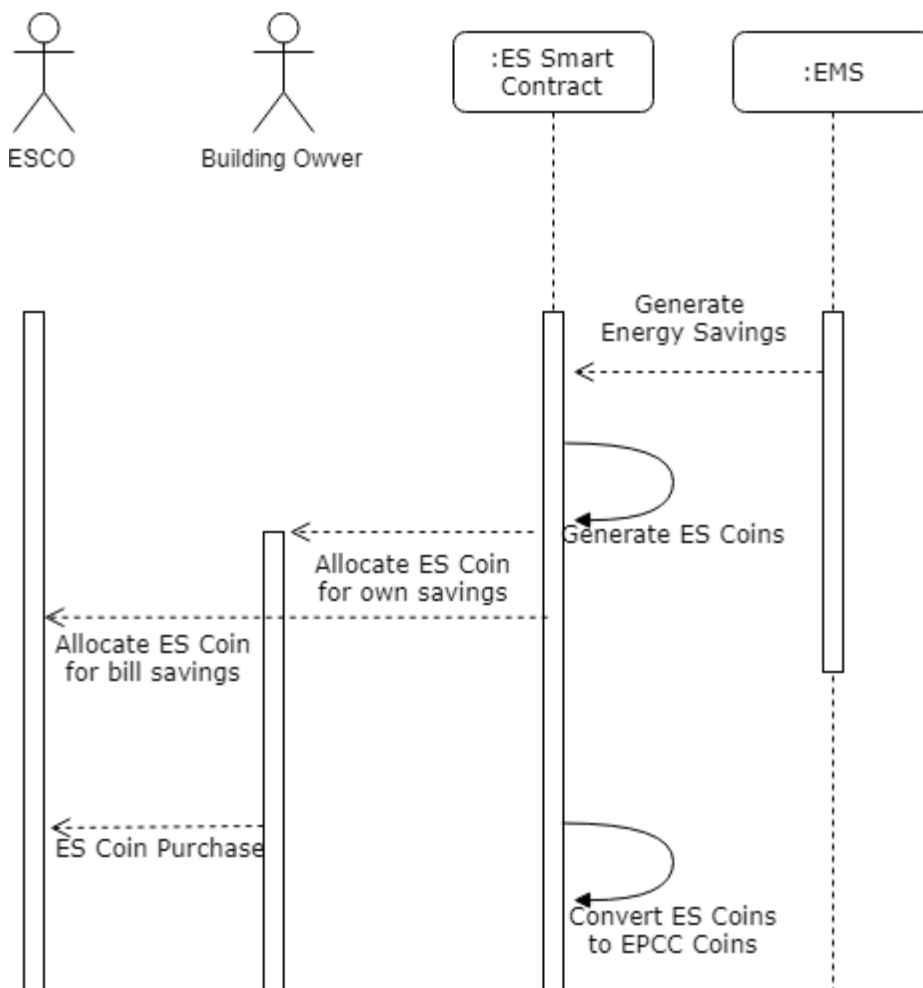 :ES Smart
Contract
:EMS
ESCO
Building Owver
Generate
Energy Savings
Generate ES Coins
Allocate ES Coin
for own savings
Allocate ES Coin
for bill savings
ES Coin Purchase
Convert ES Coins
to EPCC Coins